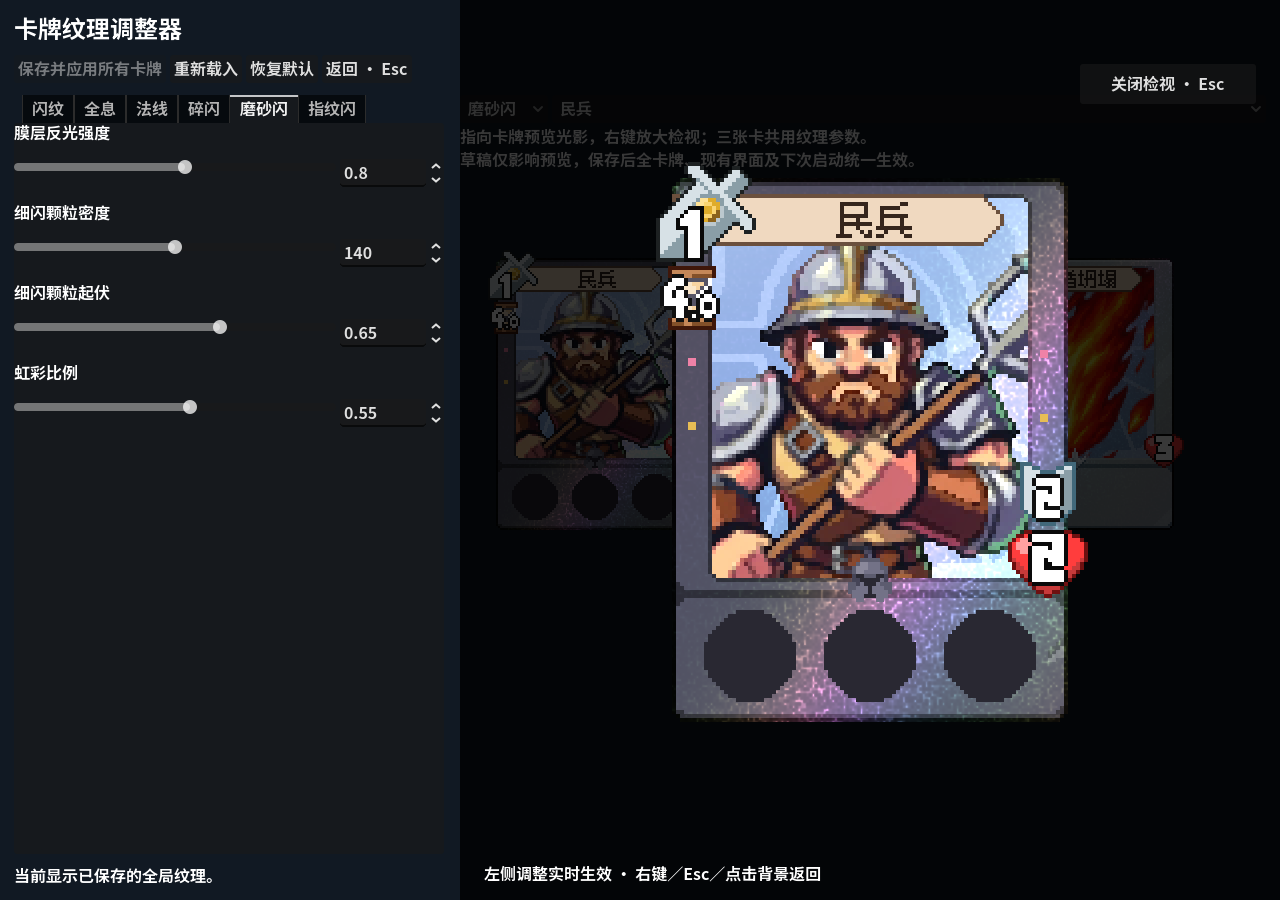 卡牌纹理调整器
保存并应用所有卡牌 重新载入 恢复默认 返回 · Esc
闪纹 全息 法线 碎闪 磨砂闪 指纹闪
膜层反光强度
0.8
细闪颗粒密度
140
细闪颗粒起伏
0.65
虹彩比例
0.55
当前显示已保存的全局纹理。
关闭检视 · Esc
磨砂闪 民兵
指向卡牌预览光影，右键放大检视；三张卡共用纹理参数。
草稿仅影响预览，保存后全卡牌、现有界面及下次启动统一生效。
1 民兵
4.6
2
2
1 民兵
4.6
坍塌
3
左侧调整实时生效 · 右键／Esc／点击背景返回